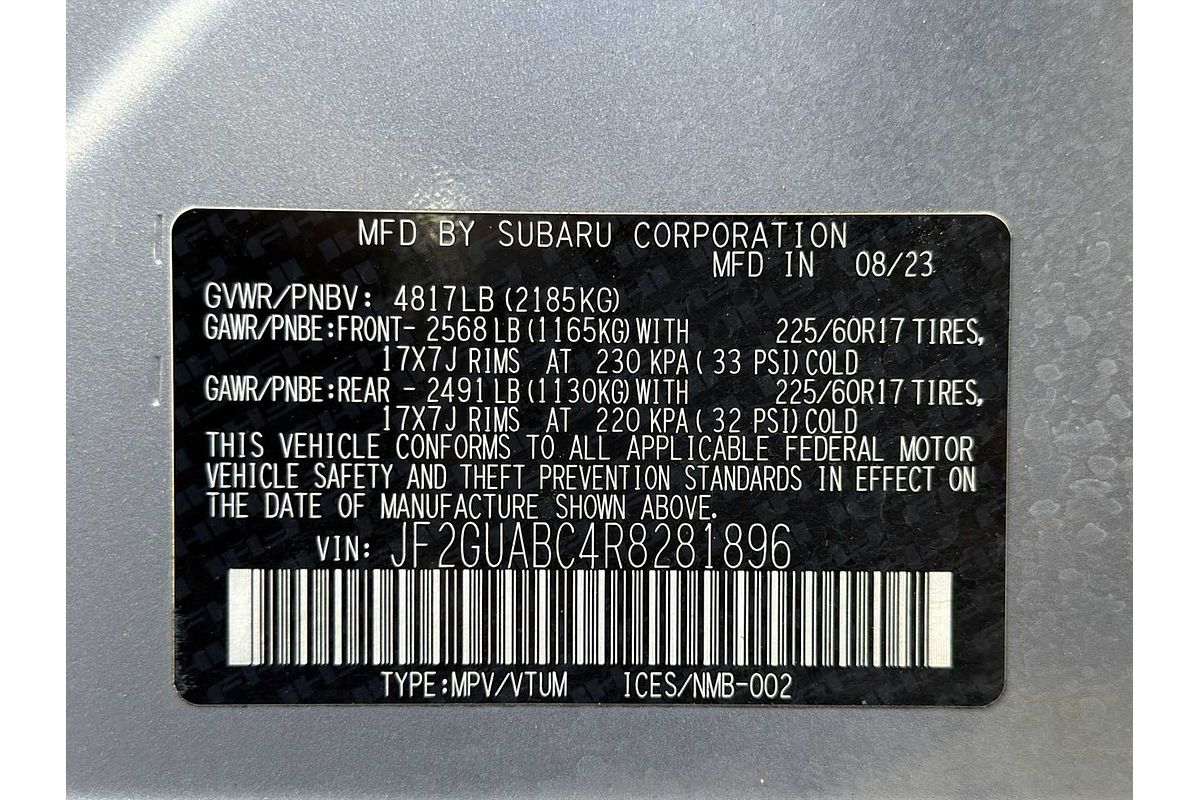 MFD BY SUBARU CORPORATION
MFD IN 08/23
GVWR/PNBV: 4817LB (2185KG)
GAWR/PNBE:FRONT- 2568 LB (1165KG) WITH 225/60R17 TIRES,
17X7J RIMS AT 230 KPA ( 33 PSI) COLD
GAWR/PNBE:REAR - 2491 LB (1130KG) WITH 225/60R17 TIRES,
17X7J RIMS AT 220 KPA ( 32 PSI) COLD
THIS VEHICLE CONFORMS TO ALL APPLICABLE FEDERAL MOTOR
VEHICLE SAFETY AND THEFT PREVENTION STANDARDS IN EFFECT ON
THE DATE OF MANUFACTURE SHOWN ABOVE.
VIN: JF2GUABC4R8281896
TYPE:MPV/VTUM ICES/NMB-002